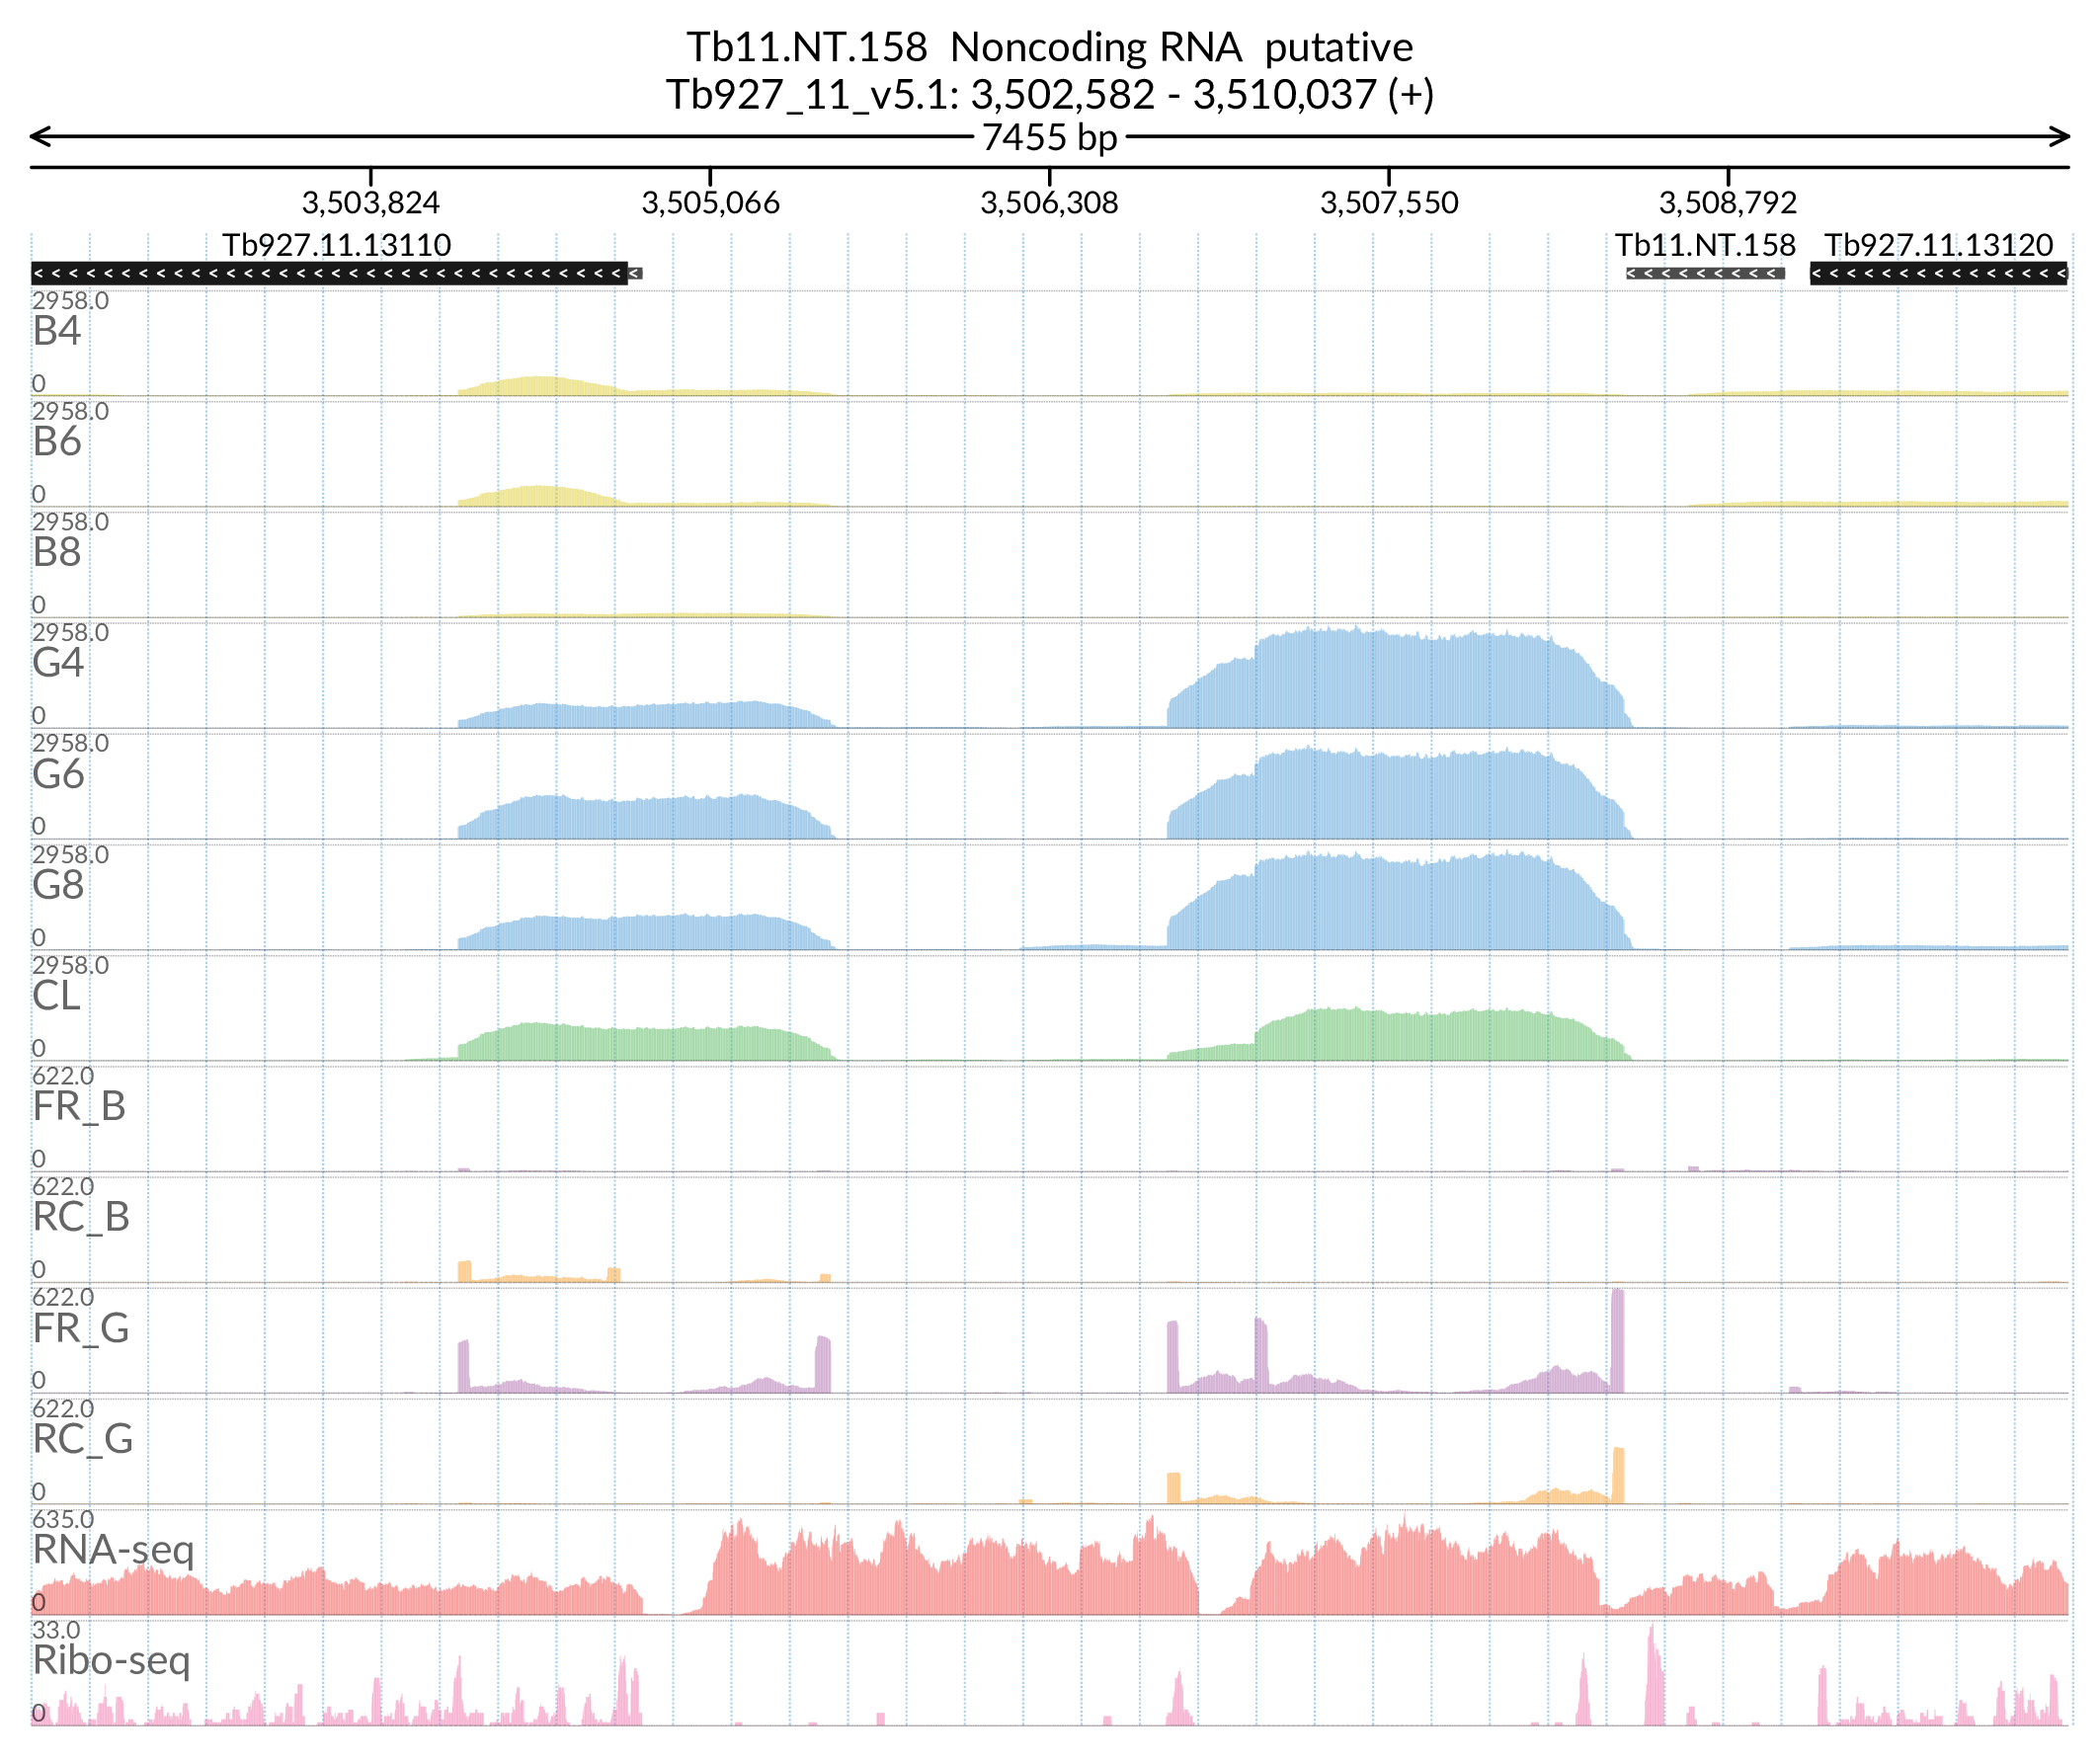 Tb11.NT.158 Noncoding RNA putative
Tb927_11_v5.1: 3,502,582 - 3,510,037 (+)
7455 bp
3,503,824 3,505,066 3,506,308 3,507,550 3,508,792
Tb927.11.13110 Tb11.NT.158 Tb927.11.13120
2958.0
B4
0
2958.0
B6
0
2958.0
B8
0
2958.0
G4
0
2958.0
G6
0
2958.0
G8
0
2958.0
CL
0
622.0
FR_B
0
622.0
RC_B
0
622.0
FR_G
0
622.0
RC_G
0
635.0
RNA-seq
0
33.0
Ribo-seq
0